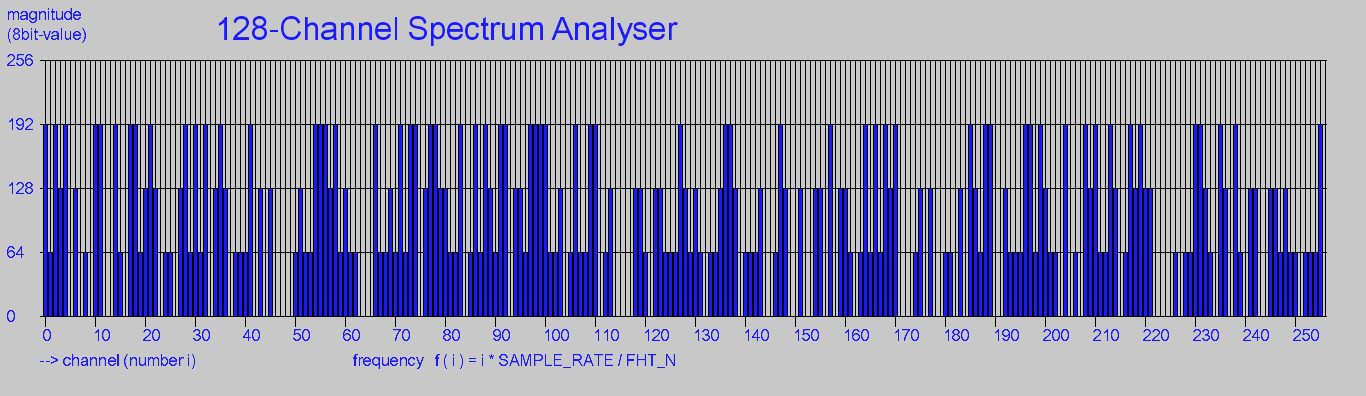 magnitude
(8bit-value)
128-Channel Spectrum Analyser
256
192
128
64
0
0 10 20 30 40 50 60 70 80 90 100 110 120 130 140 150 160 170 180 190 200 210 220 230 240 250
--> channel (number i) frequency f ( i ) = i * SAMPLE_RATE / FHT_N